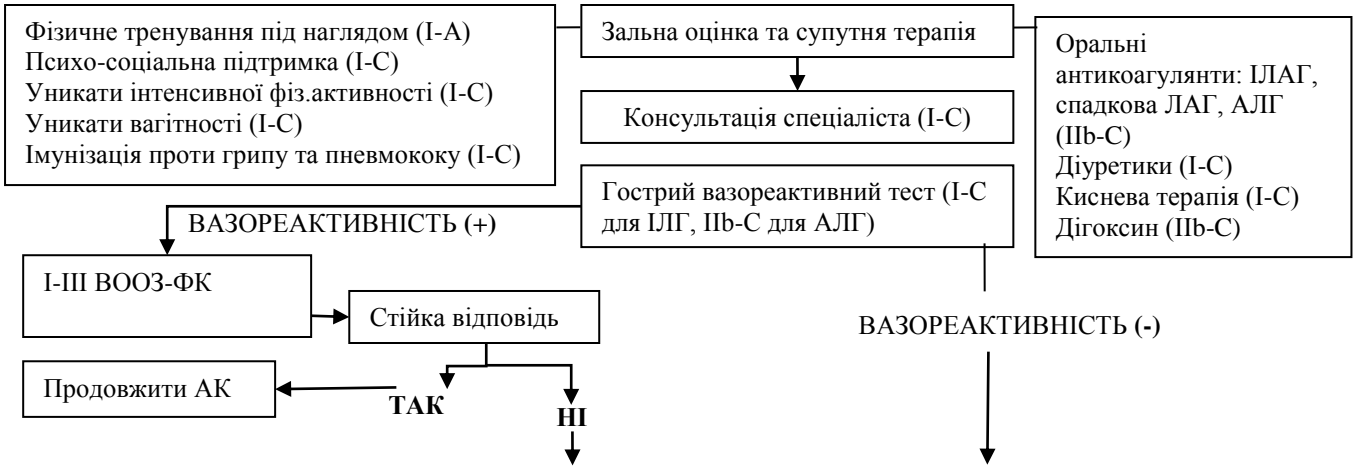 Фізичне тренування під наглядом (I-A)
Психо-соціальна підтримка (I-C)
Уникати інтенсивної фіз.активності (I-C)
Уникати вагітності (I-C)
Імунізація проти грипу та пневмококу (I-C)
Зальна оцінка та супутня терапія
Консультація спеціаліста (I-C)
Оральні
антикоагулянти: ІЛАГ,
спадкова ЛАГ, АЛГ
(IIb-C)
Діуретики (I-C)
Киснева терапія (I-C)
Дігоксин (IIb-C)
Гострий вазореактивний тест (I-C
для ІЛГ, IIb-C для АЛГ)
ВАЗОРЕАКТИВНІСТЬ (+)
I-III ВООЗ-ФК
Стійка відповідь
ВАЗОРЕАКТИВНІСТЬ (-)
Продовжити АК
ТАК
НІ